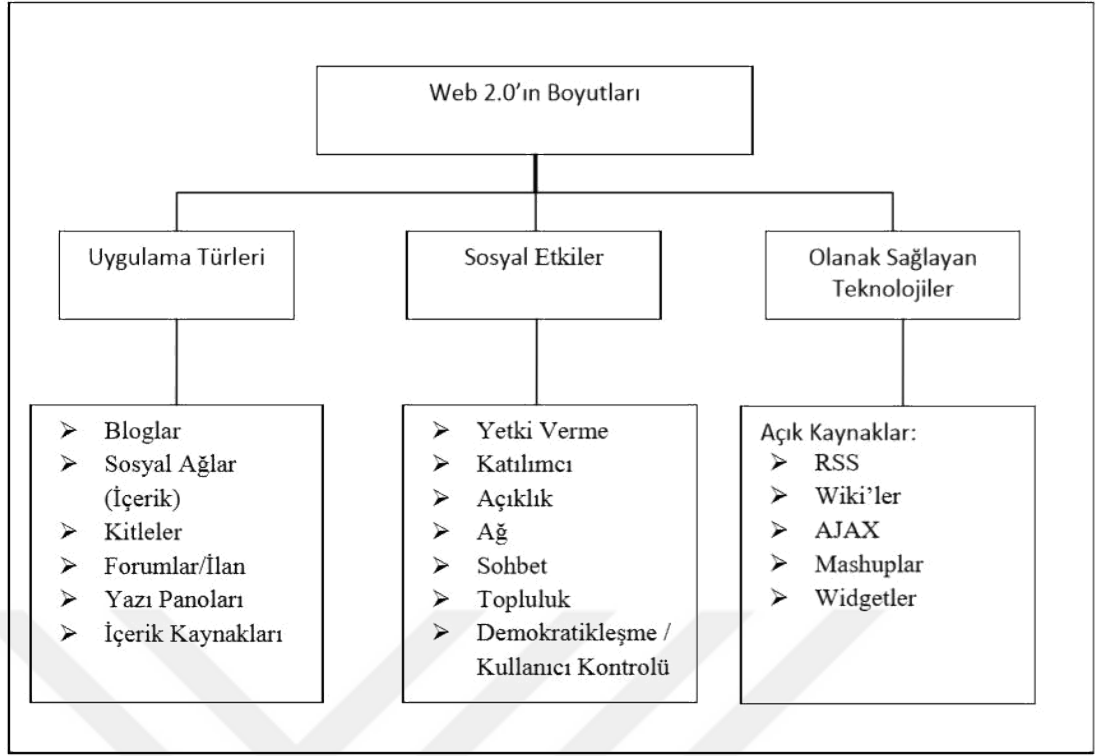 Web 2.0’ın Boyutları
Uygulama Türleri
Sosyal Etkiler
Olanak Sağlayan
Teknolojiler
➢ Bloglar
➢ Sosyal Ağlar
(İçerik)
➢ Kitleler
➢ Forumlar/İlan
➢ Yazı Panoları
➢ İçerik Kaynakları
➢ Yetki Verme
➢ Katılımcı
➢ Açıklık
➢ Ağ
➢ Sohbet
➢ Topluluk
➢ Demokratikleşme /
Kullanıcı Kontrolü
Açık Kaynaklar:
➢ RSS
➢ Wiki’ler
➢ AJAX
➢ Mashuplar
➢ Widgetler